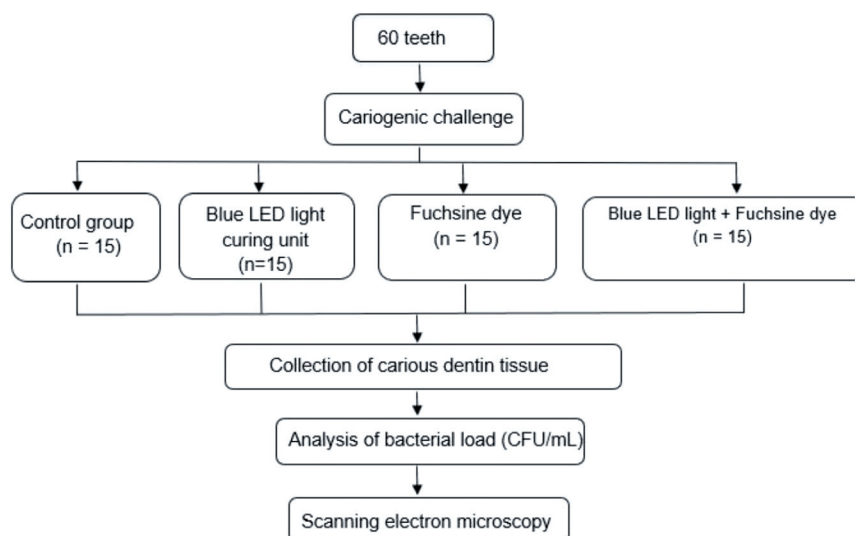 60 teeth
Cariogenic challenge
Control group
(n = 15)
Blue LED light
curing unit
(n=15)
Fuchsine dye
(n = 15)
Blue LED light + Fuchsine dye
(n = 15)
Collection of carious dentin tissue
Analysis of bacterial load (CFU/mL)
Scanning electron microscopy